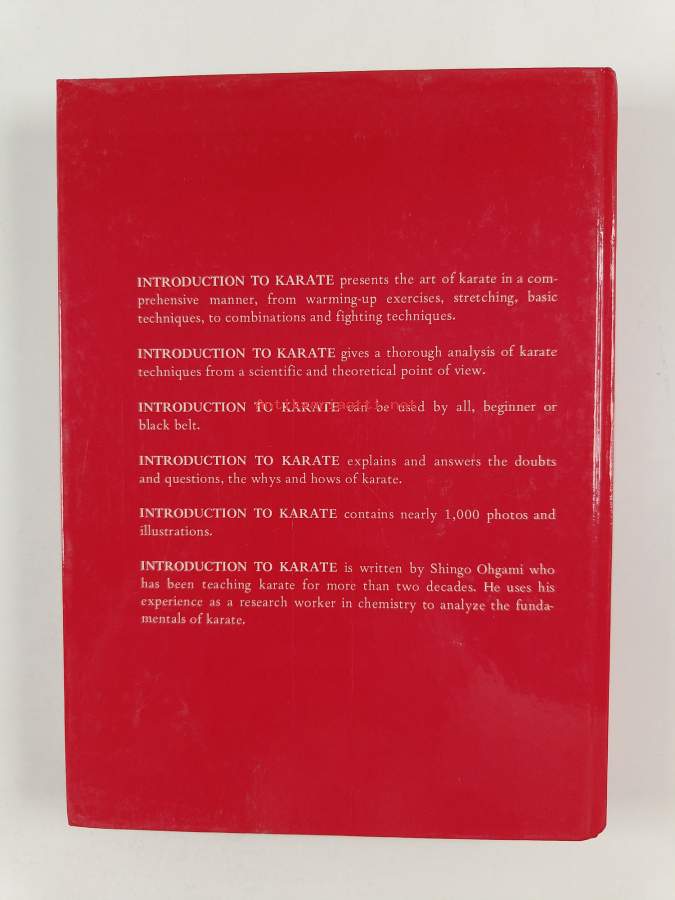 INTRODUCTION TO KARATE presents the art of karate in a com-
prehensive manner, from warming-up exercises, stretching, basic
techniques, to combinations and fighting techniques.
INTRODUCTION TO KARATE gives a thorough analysis of karate
techniques from a scientific and theoretical point of view.
INTRODUCTION TO KARATE can be used by all, beginner or
black belt.
INTRODUCTION TO KARATE explains and answers the doubts
and questions, the whys and hows of karate.
INTRODUCTION TO KARATE contains nearly 1,000 photos and
illustrations.
INTRODUCTION TO KARATE is written by Shingo Ohgami who
has been teaching karate for more than two decades. He uses his
experience as a research worker in chemistry to analyze the funda-
mentals of karate.